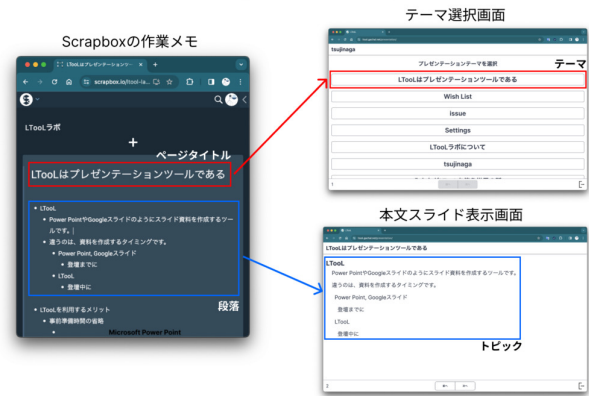 Scrapboxの作業メモ
LTooLはプレゼンテーション
scrapbox.io/ltool-la...
LTooLラボ
+
ページタイトル
LTooLはプレゼンテーションツールである
LTooL
Power PointやGoogleスライドのようにスライド資料を作成するツー
ルです。
違うのは、資料を作成するタイミングです。
Power Point, Googleスライド
登壇までに
LTooL
登壇中に
段落
LTooLを利用するメリット
事前準備時間の省略
Microsoft Power Point
テーマ選択画面
tsujinaga
プレゼンテーションテーマを選択
テーマ
LTooLはプレゼンテーションツールである
Wish List
issue
Settings
LTooLラボについて
tsujinaga
1
本文スライド表示画面
LTooLはプレゼンテーションツールである
LTooL
Power PointやGoogleスライドのようにスライド資料を作成するツールです。
違うのは、資料を作成するタイミングです。
Power Point, Googleスライド
登壇までに
LTooL
登壇中に
トピック
2